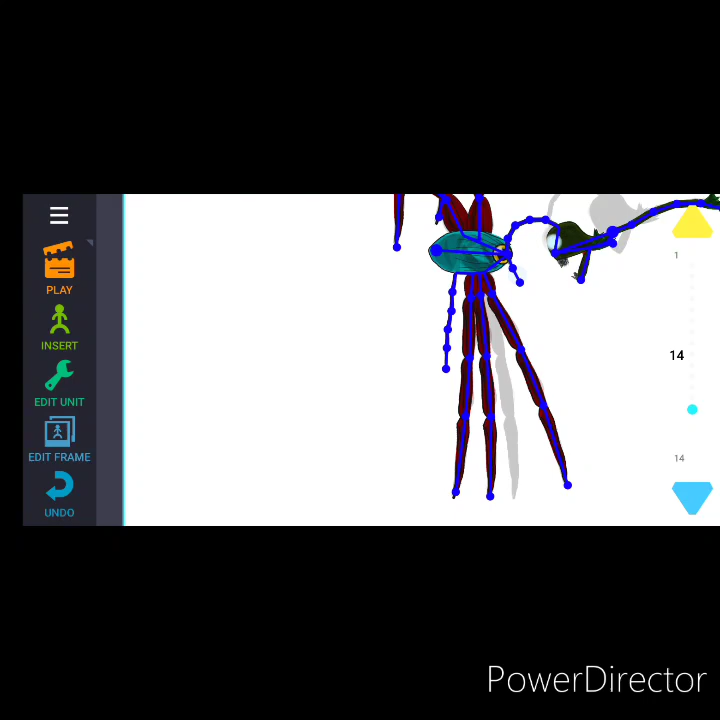 PLAY
INSERT
EDIT UNIT
EDIT FRAME
UNDO
1
14
14
PowerDirector